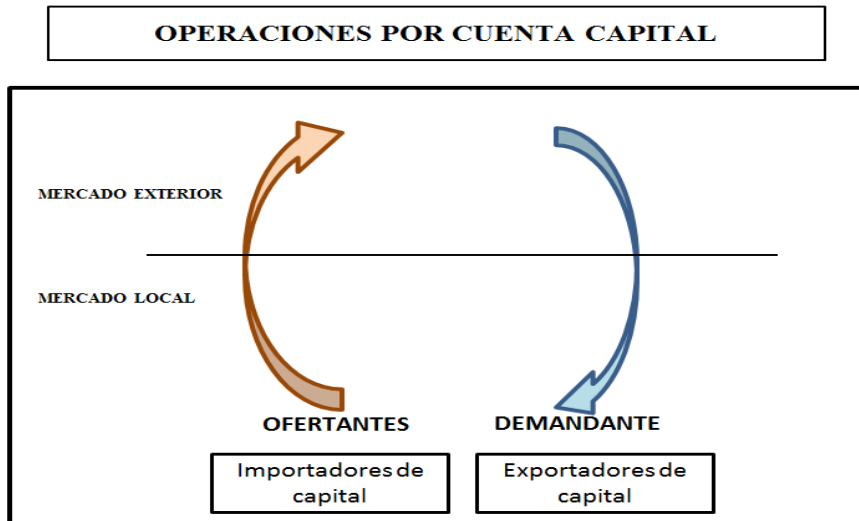 OPERACIONES POR CUENTA CAPITAL
MERCADO EXTERIOR
MERCADO LOCAL
OFERTANTES
DEMANDANTE
Importadores de
capital
Exportadores de
capital